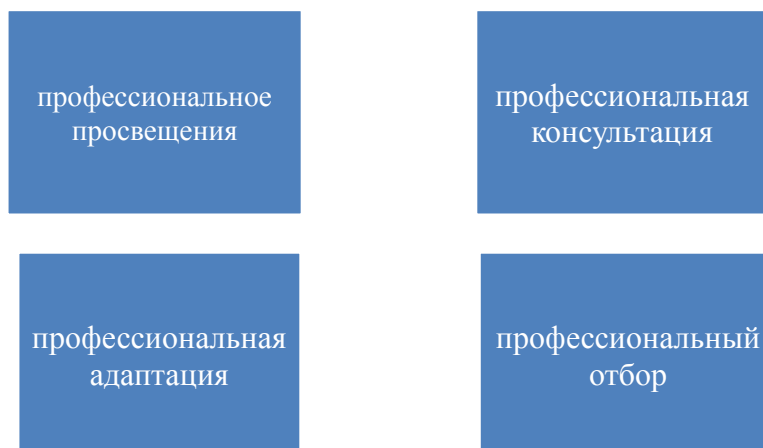 профессиональное
просвещения
профессиональная
консультация
профессиональная
адаптация
профессиональный
отбор